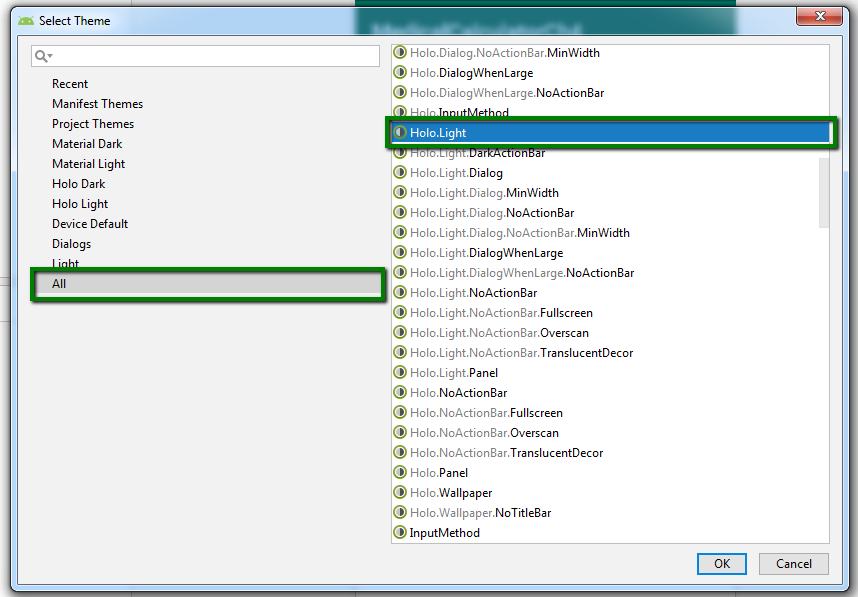 Select Theme
Recent
Manifest Themes
Project Themes
Material Dark
Material Light
Holo Dark
Holo Light
Device Default
Dialogs
Light
All
Holo.Dialog.NoActionBar.MinWidth
Holo.DialogWhenLarge
Holo.DialogWhenLarge.NoActionBar
Holo.InputMethod
Holo.Light
Holo.Light.DarkActionBar
Holo.Light.Dialog
Holo.Light.Dialog.MinWidth
Holo.Light.Dialog.NoActionBar
Holo.Light.Dialog.NoActionBar.MinWidth
Holo.Light.DialogWhenLarge
Holo.Light.DialogWhenLarge.NoActionBar
Holo.Light.NoActionBar
Holo.Light.NoActionBar.Fullscreen
Holo.Light.NoActionBar.Overscan
Holo.Light.NoActionBar.TranslucentDecor
Holo.Light.Panel
Holo.NoActionBar
Holo.NoActionBar.Fullscreen
Holo.NoActionBar.Overscan
Holo.NoActionBar.TranslucentDecor
Holo.Panel
Holo.Wallpaper
Holo.Wallpaper.NoTitleBar
InputMethod
OK
Cancel